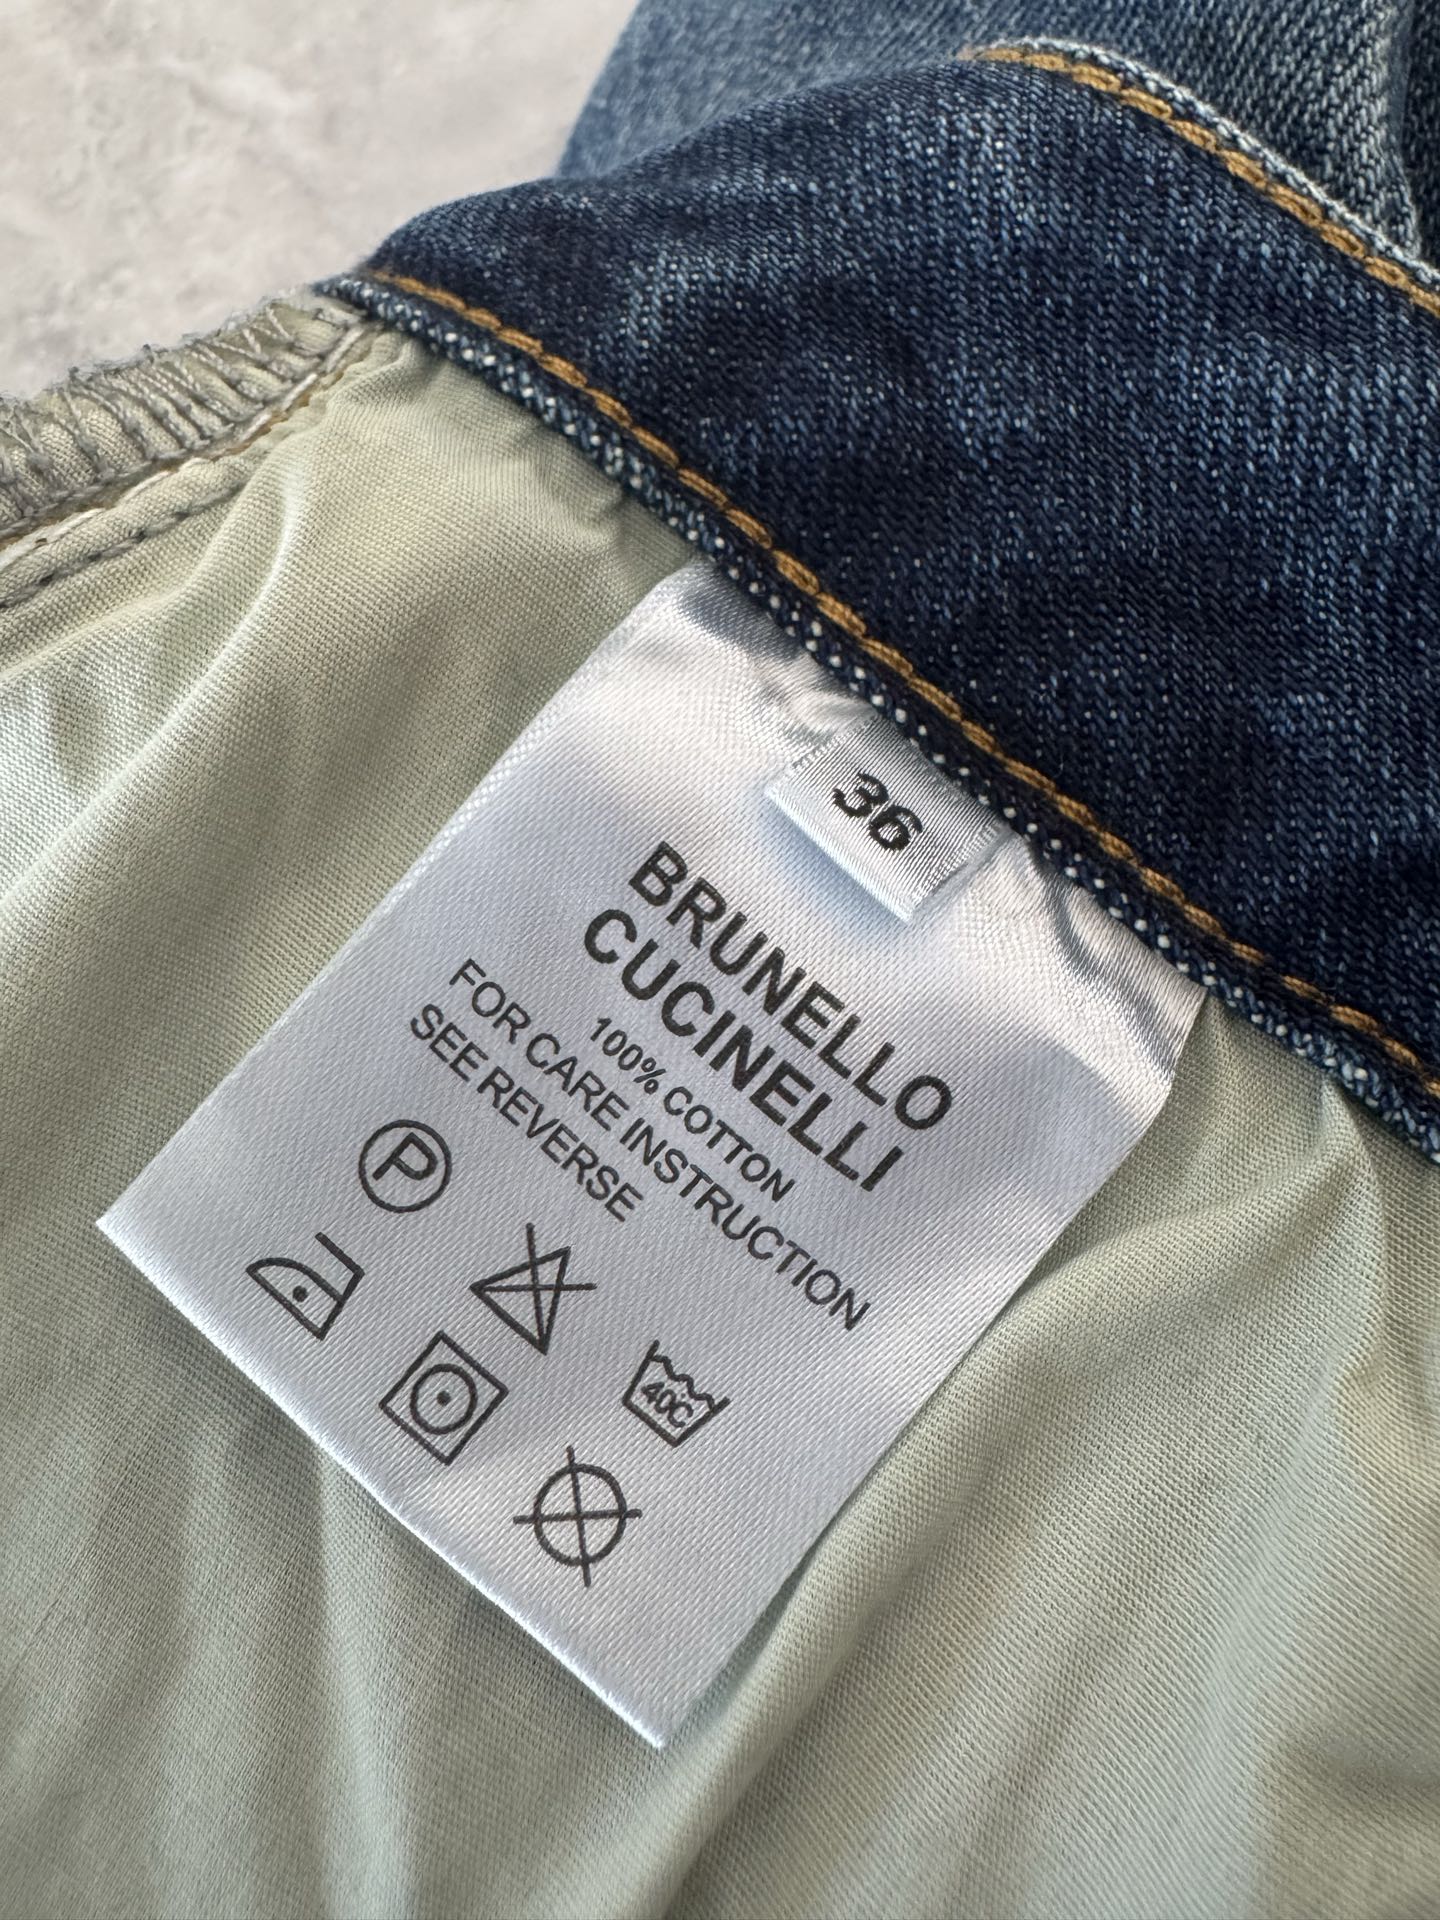 36
BRUNELLO
CUCINELLI
100% COTTON
FOR CARE INSTRUCTION
SEE REVERSE
P
40C